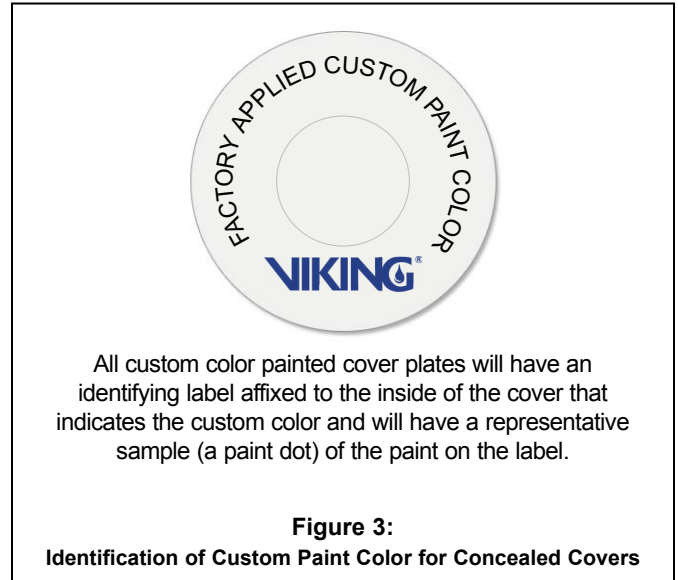 FACTORY APPLIED CUSTOM PAINT COLOR
VIKING®
All custom color painted cover plates will have an
identifying label affixed to the inside of the cover that
indicates the custom color and will have a representative
sample (a paint dot) of the paint on the label.
Figure 3:
Identification of Custom Paint Color for Concealed Covers